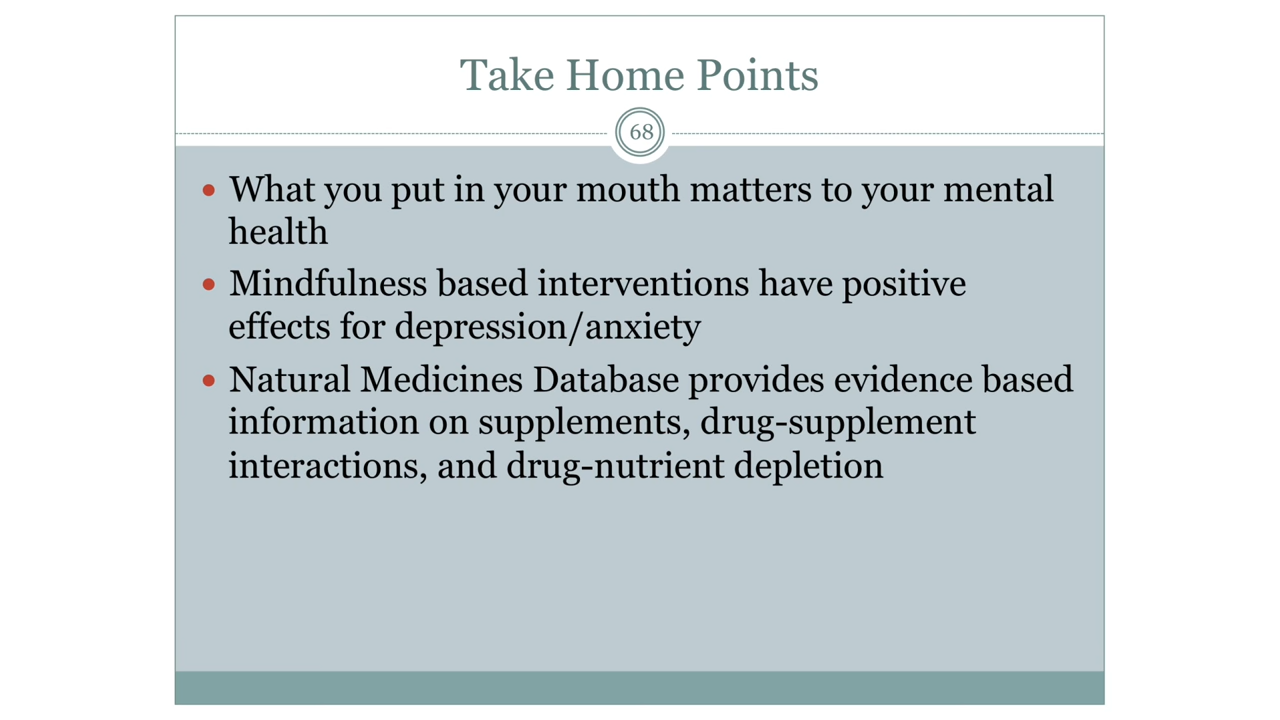 Take Home Points
68
• What you put in your mouth matters to your mental
health
• Mindfulness based interventions have positive
effects for depression/anxiety
• Natural Medicines Database provides evidence based
information on supplements, drug-supplement
interactions, and drug-nutrient depletion